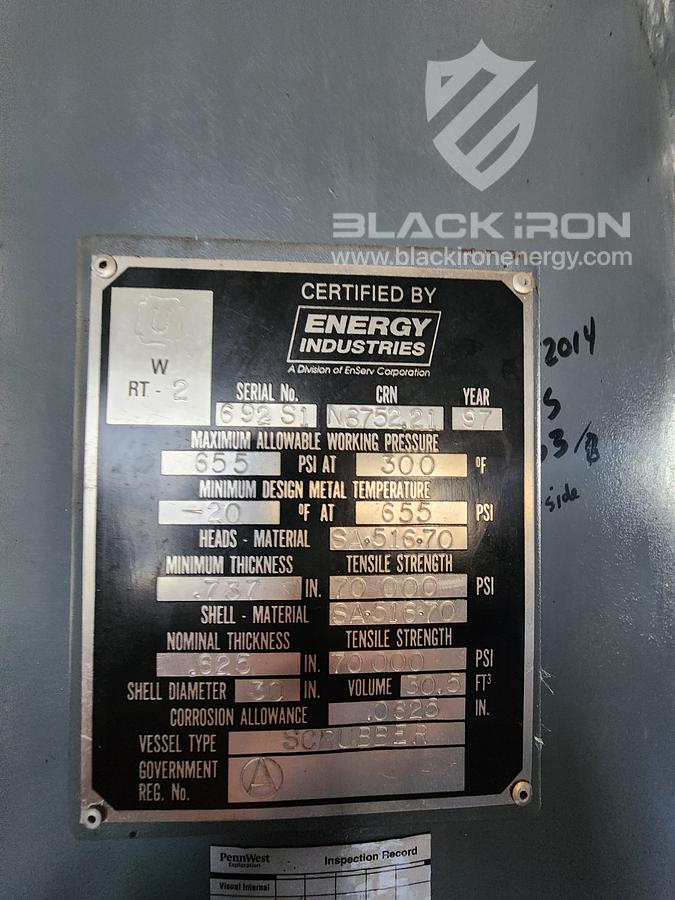 BLACK iRON
www.blackironenergy.com
CERTIFIED BY
ENERGY
INDUSTRIES
A Division of EnServ Corporation
U
W
RT - 2
SERIAL No. CRN YEAR
692 S1 N8752.21 97
MAXIMUM ALLOWABLE WORKING PRESSURE
655 PSI AT 300 ºF
MINIMUM DESIGN METAL TEMPERATURE
-20 ºF AT 655 PSI
HEADS - MATERIAL SA.516.70
MINIMUM THICKNESS TENSILE STRENGTH
.737 IN. 70 000 PSI
SHELL - MATERIAL SA.516.70
NOMINAL THICKNESS TENSILE STRENGTH
.625 IN. 70 000 PSI
SHELL DIAMETER 30 IN. VOLUME 30.5 FT³
CORROSION ALLOWANCE .0625 IN.
VESSEL TYPE SCRUBBER
GOVERNMENT
REG. No. A
2014
side
PennWest
Exploration
Inspection Record
Visual Internal